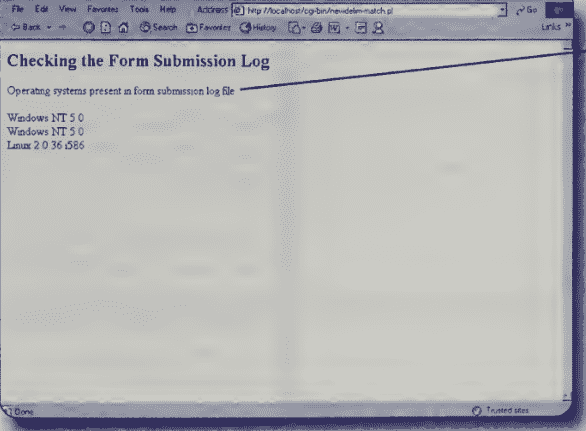 File Edit View Favorites Tools Help Address http://localhost/cgi-bin/newdelim-match.pl Go
Back Search Favorites History Links »
Checking the Form Submission Log
Operating systems present in form submission log file
Windows NT 5.0
Windows NT 5.0
Linux 2.0.36 i586
Done Trusted sites